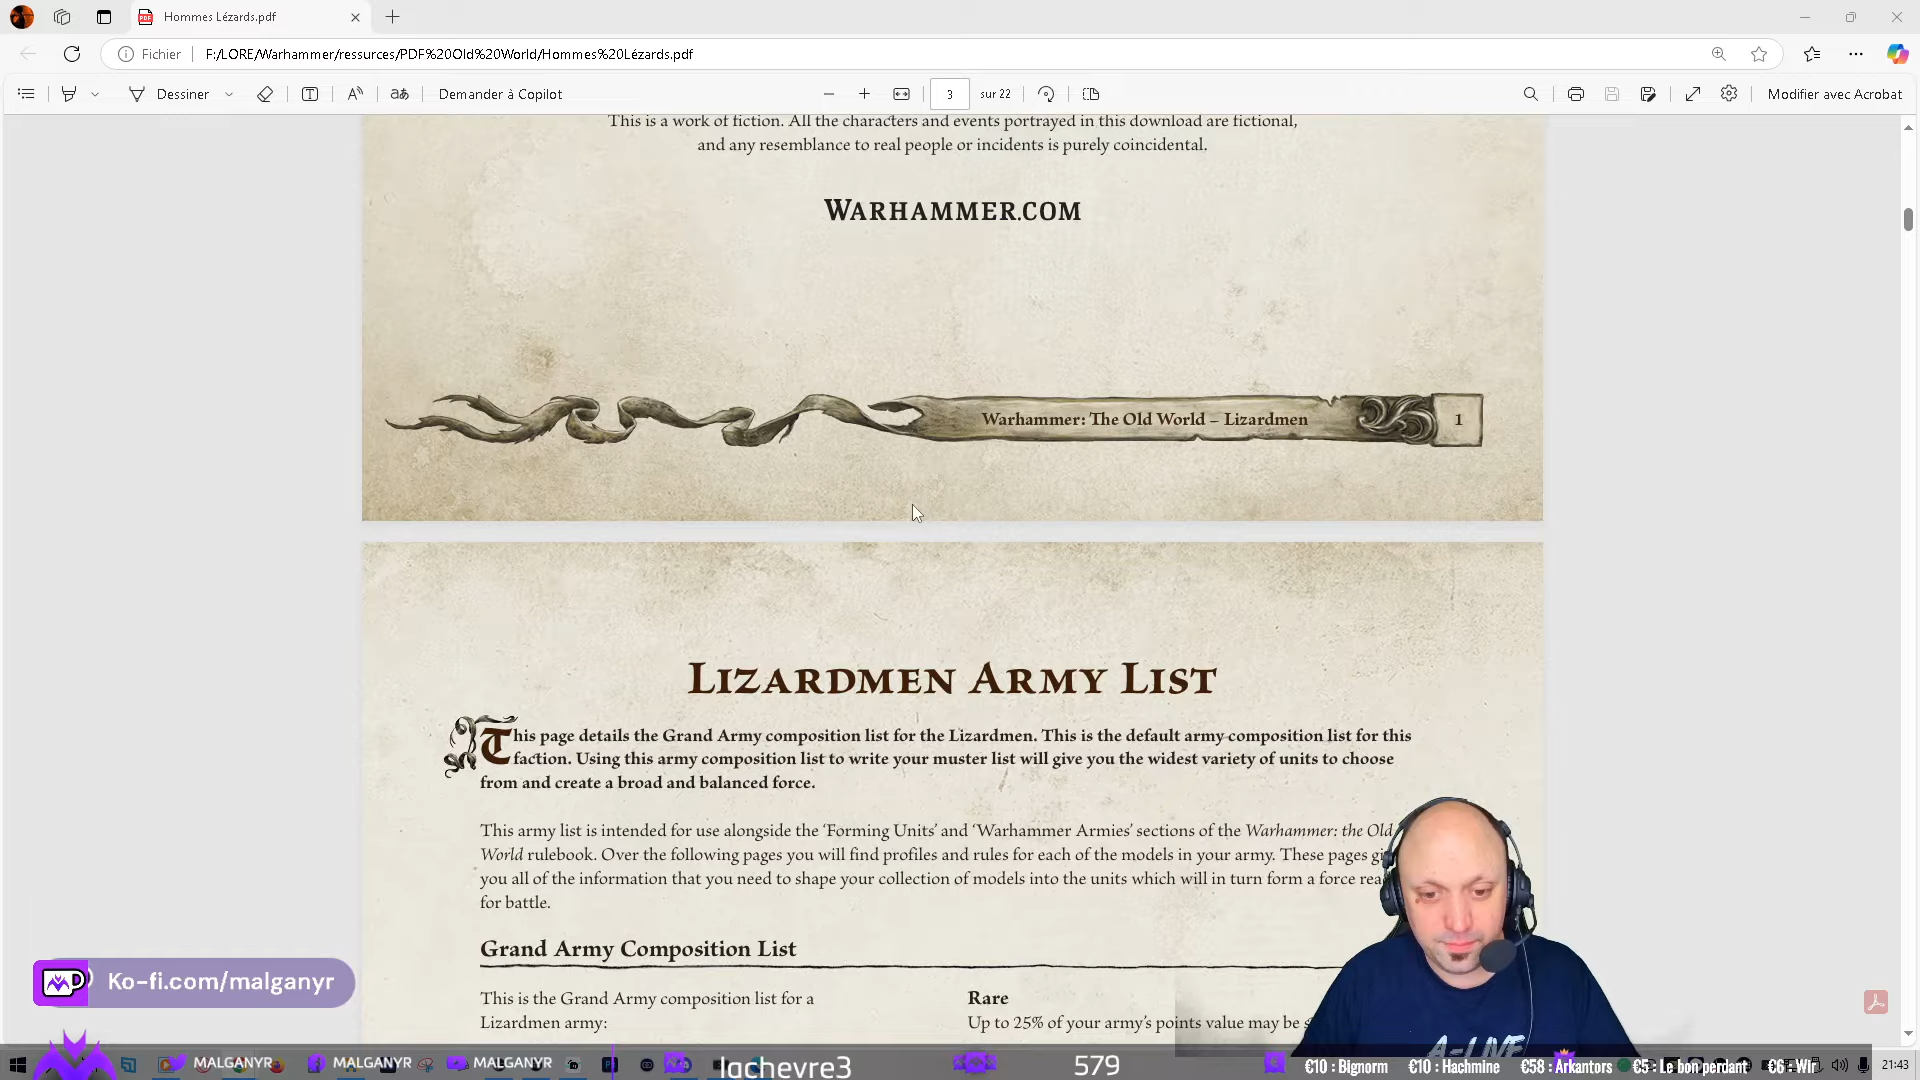 Hommes Lézards.pdf
Fichier
F:/LORE/Warhammer/ressources/PDF%20Old%20World/Hommes%20Lézards.pdf
Dessiner
Demander à Copilot
3
sur 22
Modifier avec Acrobat
This is a work of fiction. All the characters and events portrayed in this download are fictional,
and any resemblance to real people or incidents is purely coincidental.
WARHAMMER.COM
Warhammer: The Old World – Lizardmen
1
LIZARDMEN ARMY LIST
This page details the Grand Army composition list for the Lizardmen. This is the default army composition list for this
faction. Using this army composition list to write your muster list will give you the widest variety of units to choose
from and create a broad and balanced force.
This army list is intended for use alongside the ‘Forming Units’ and ‘Warhammer Armies’ sections of the Warhammer: the Old
World rulebook. Over the following pages you will find profiles and rules for each of the models in your army. These pages gi
you all of the information that you need to shape your collection of models into the units which will in turn form a force rea
for battle.
Grand Army Composition List
This is the Grand Army composition list for a
Lizardmen army:
Rare
Up to 25% of your army’s points value may be s
Ko-fi.com/malganyr
A-LIVE
MALGANYR
MALGANYR
MALGANYR
lachevre3
579
€10 : Bignorm
€10 : Hachmine
€58 : Arkantors
€5 : Le bon perdant
€6 : Wir
21:43